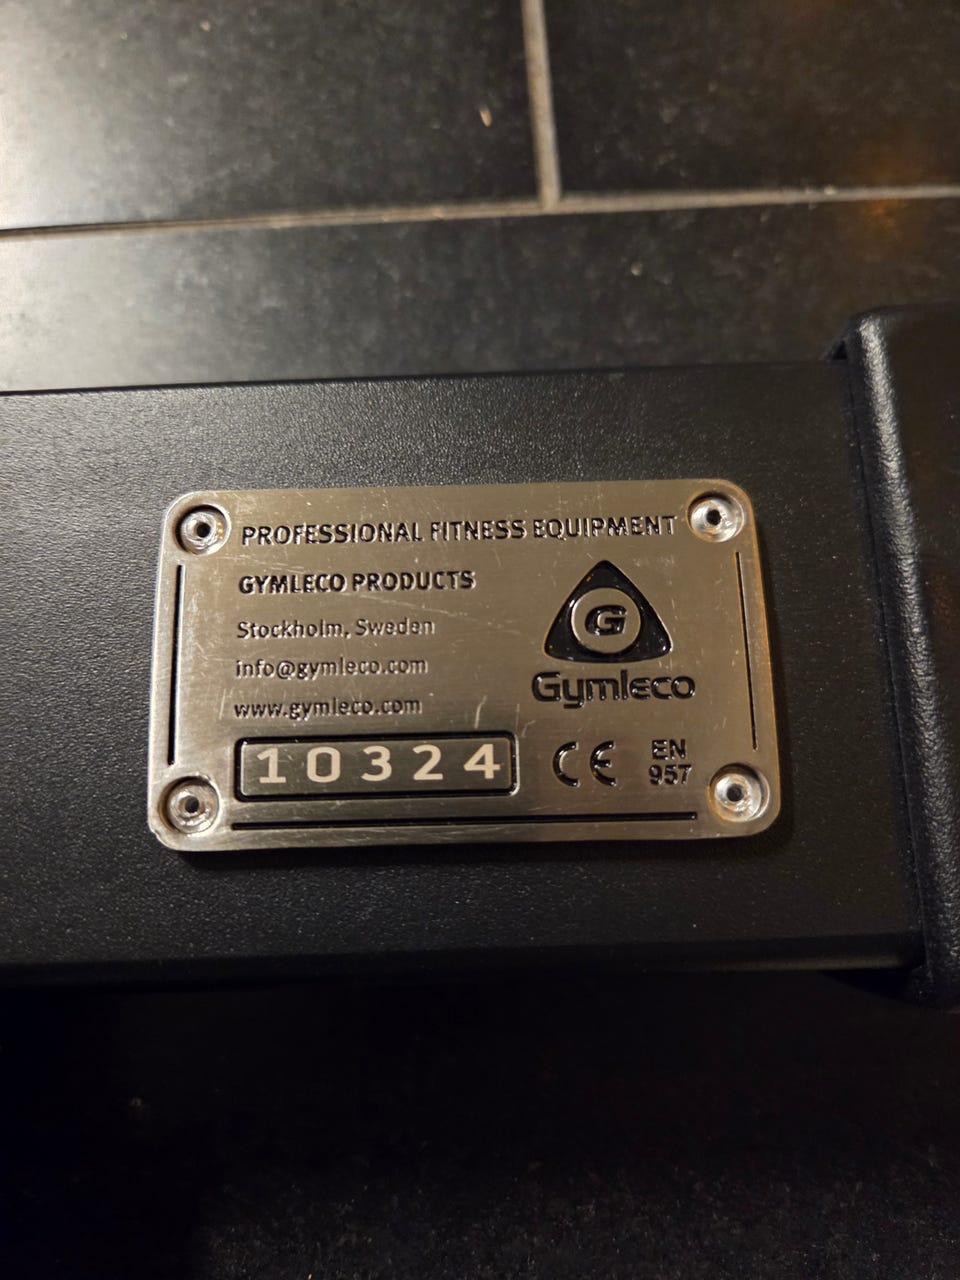 PROFESSIONAL FITNESS EQUIPMENT
GYMLECO PRODUCTS
Stockholm, Sweden
info@gymleco.com
www.gymleco.com
10324
G
Gymleco
CE
EN
957